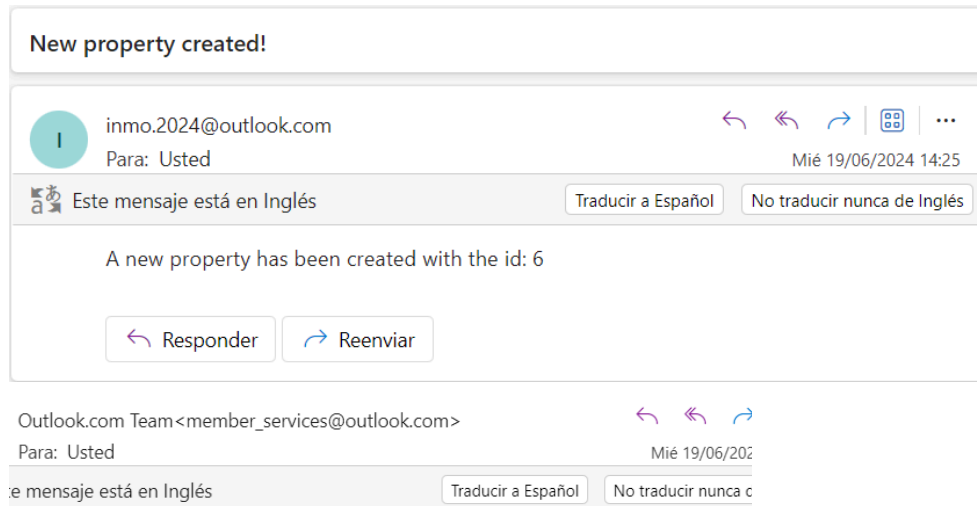 New property created!
I
inmo.2024@outlook.com
Para: Usted
Mié 19/06/2024 14:25
Este mensaje está en Inglés
Traducir a Español
No traducir nunca de Inglés
A new property has been created with the id: 6
Responder
Reenviar
Outlook.com Team<member_services@outlook.com>
Para: Usted
Mié 19/06/202
e mensaje está en Inglés
Traducir a Español
No traducir nunca d